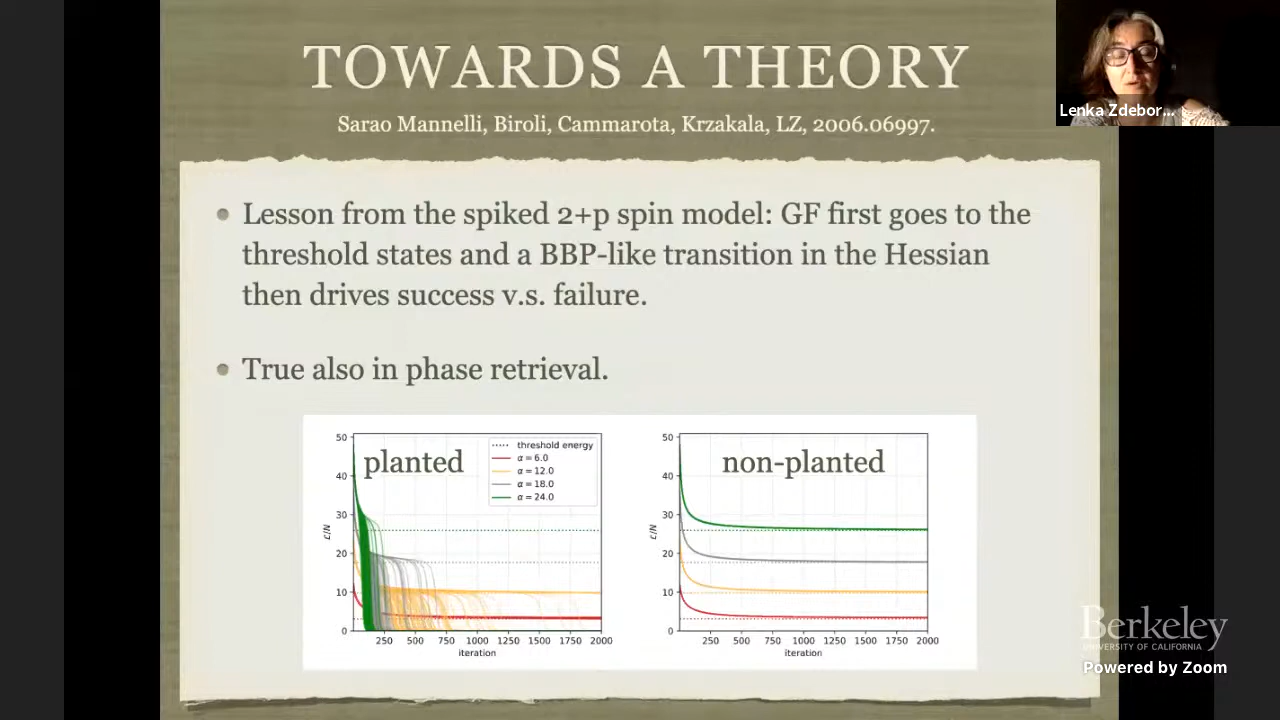 TOWARDS A THEORY
Sarao Mannelli, Biroli, Cammarota, Krzakala, LZ, 2006.06997.
Lenka Zdebor...
• Lesson from the spiked 2+p spin model: GF first goes to the
threshold states and a BBP-like transition in the Hessian
then drives success v.s. failure.
• True also in phase retrieval.
planted
threshold energy
α = 6.0
α = 12.0
α = 18.0
α = 24.0
50
40
30
20
10
0
ℒ/N
250 500 750 1000 1250 1500 1750 2000
iteration
non-planted
50
40
30
20
10
0
ℒ/N
250 500 750 1000 1250 1500 1750 2000
iteration
Berkeley
UNIVERSITY OF CALIFORNIA
Powered by Zoom